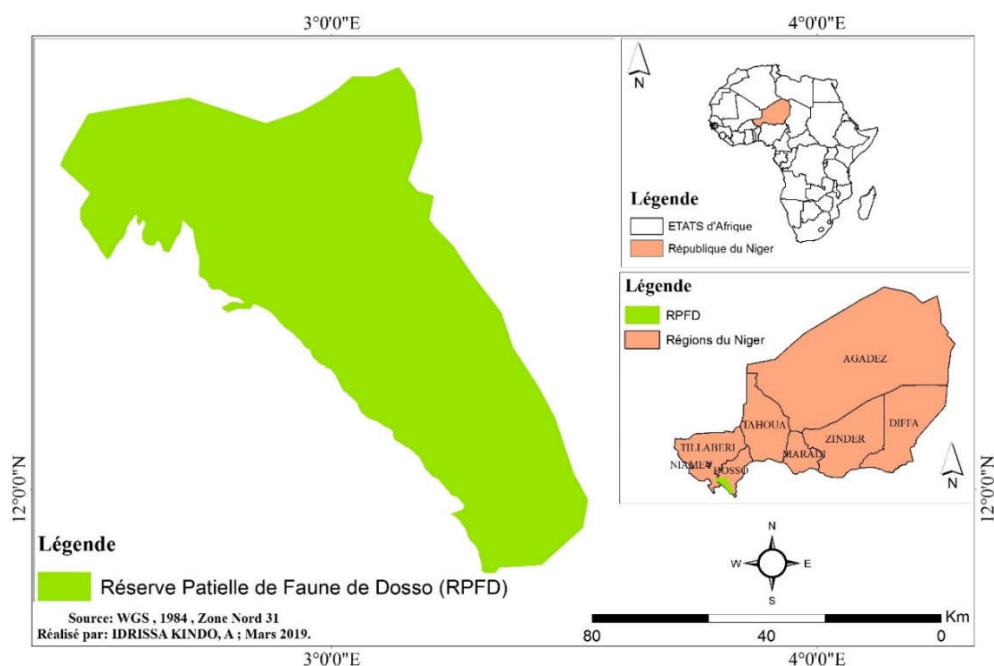 3°0'0"E
4°0'0"E
12°0'0"N
Légende
Réserve Patielle de Faune de Dosso (RPFD)
Source: WGS , 1984 , Zone Nord 31
Réalisé par: IDRISSA KINDO, A ; Mars 2019.
N
Légende
ETATS d'Afrique
République du Niger
Légende
RPFD
Régions du Niger
AGADEZ
TAHOUA
DIFFA
ZINDER
TILLABERI
MARADI
NIAMEY
DOSSO
N
N
W
E
S
Km
80
40
0
12°0'0"N
3°0'0"E
4°0'0"E